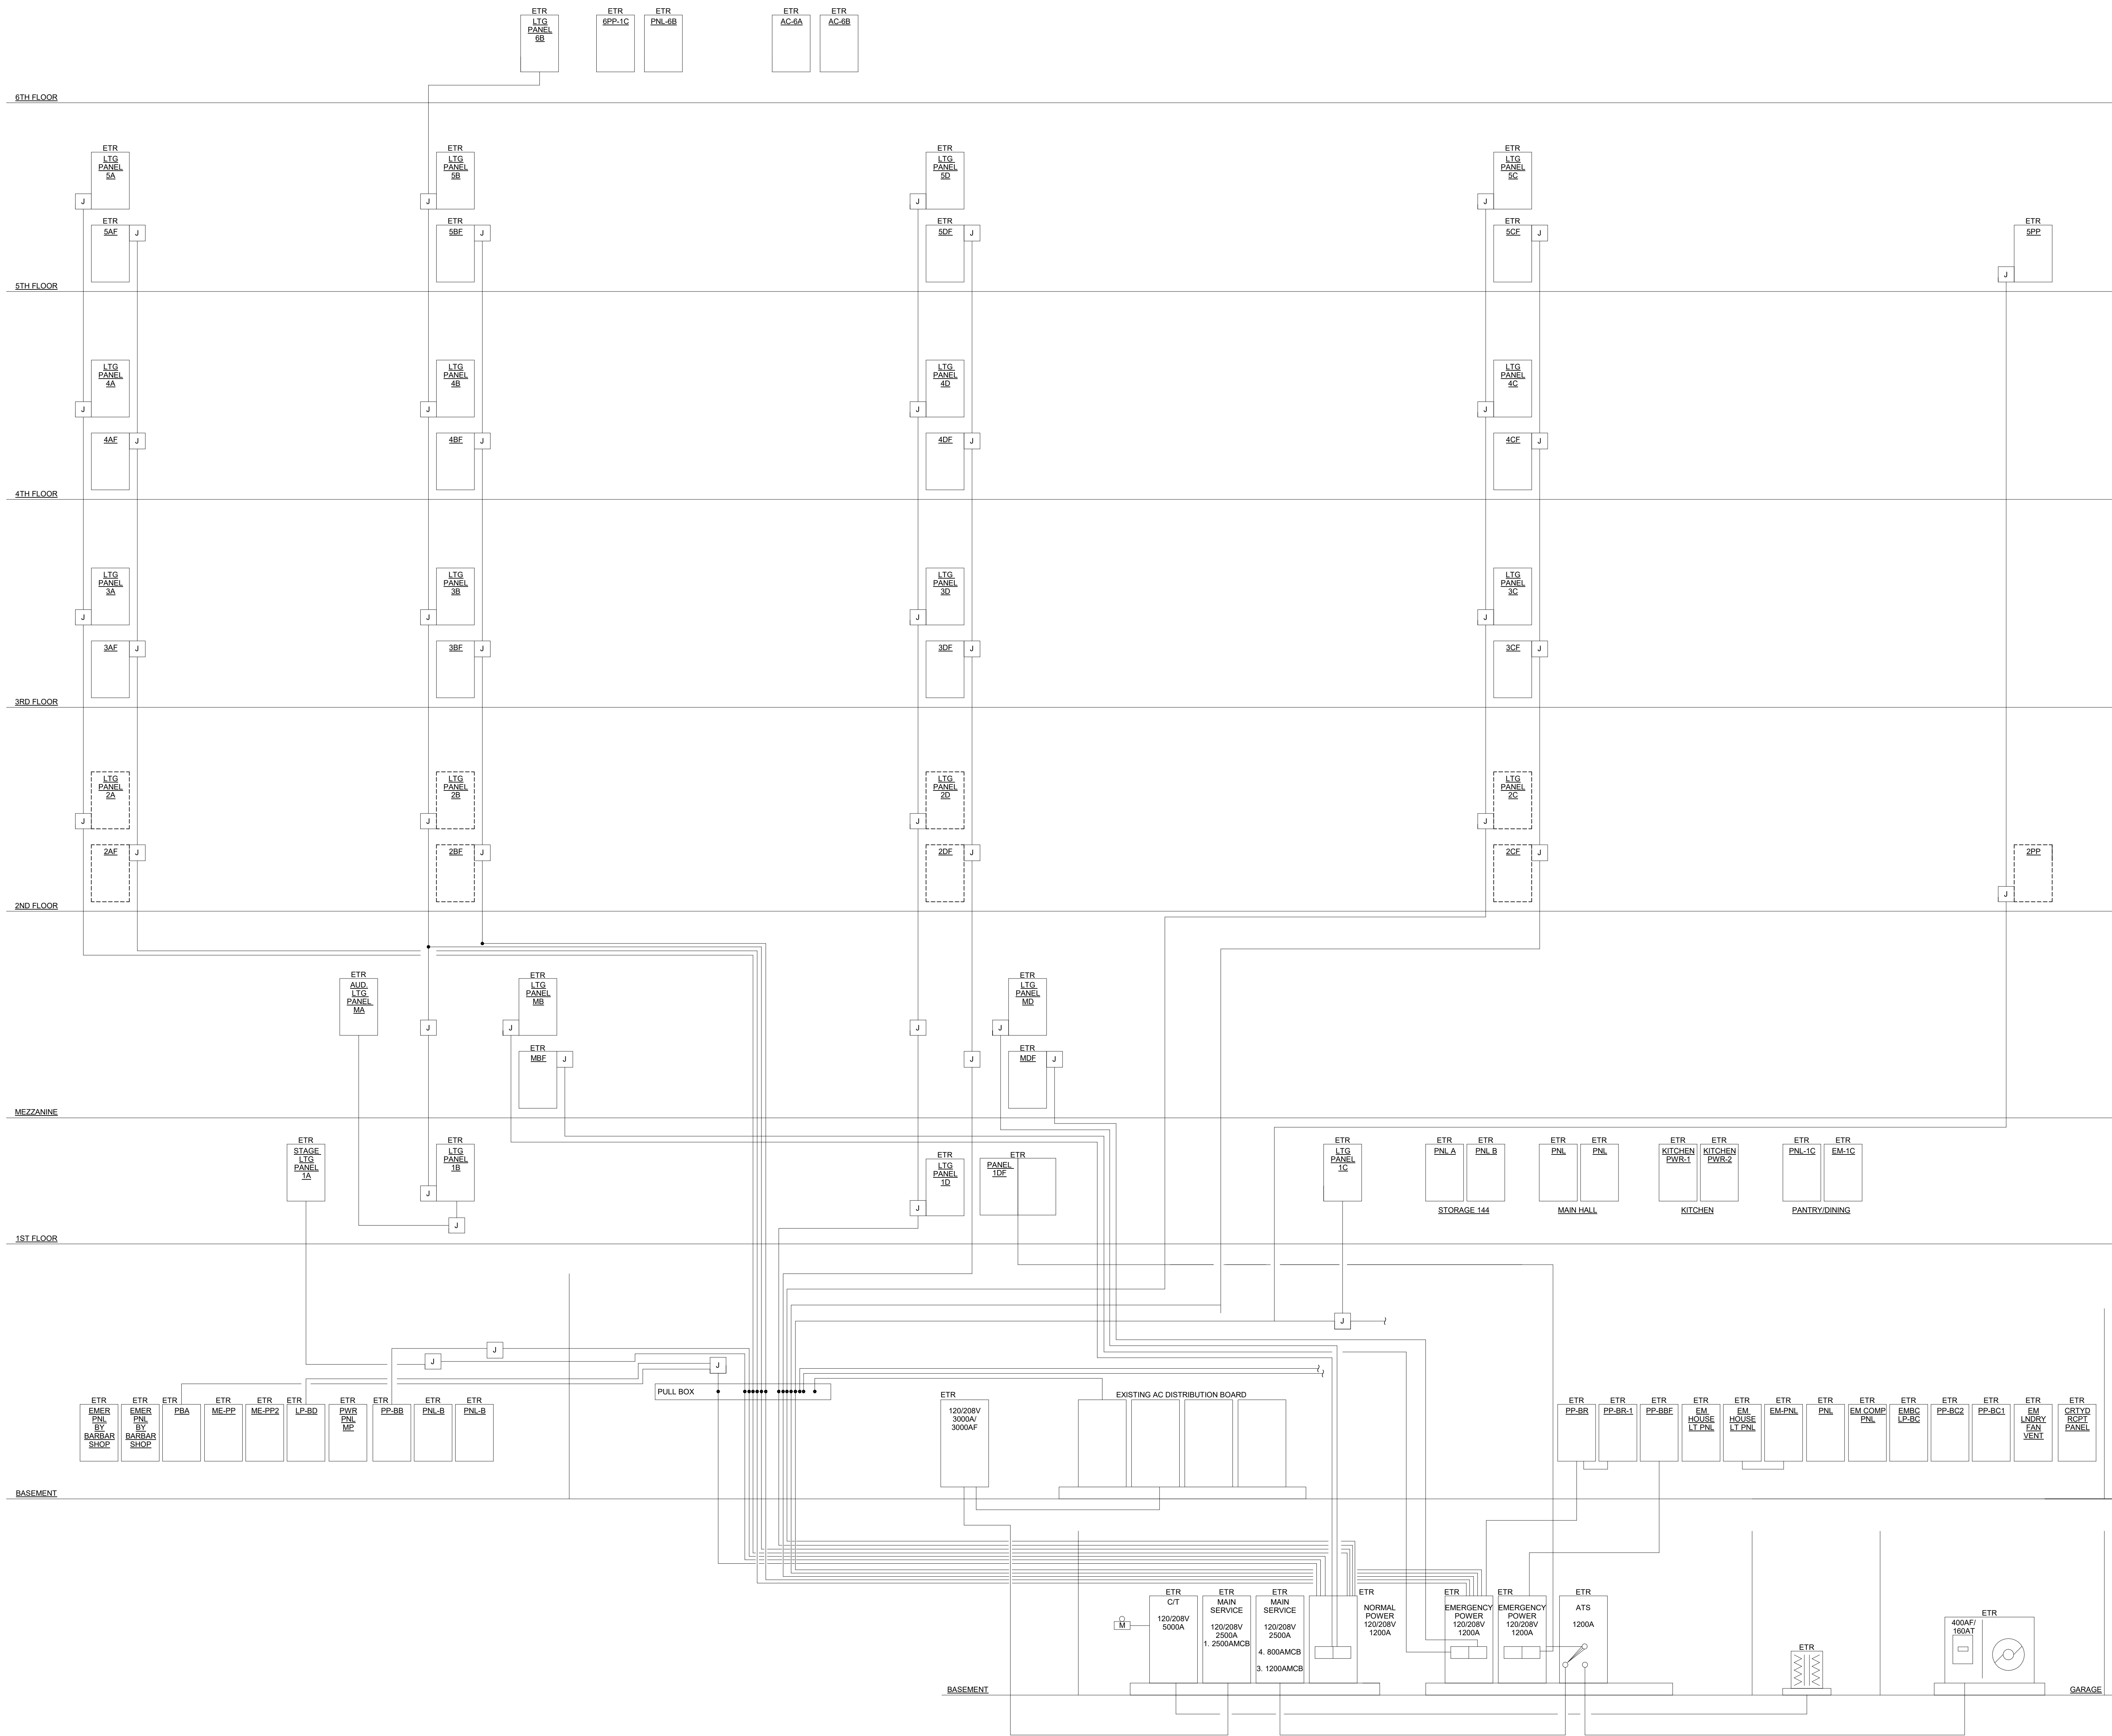 ETR
LTG
PANEL
6B
ETR
6PP-1C
ETR
PNL-6B
ETR
AC-6A
ETR
AC-6B
6TH FLOOR
ETR
LTG
PANEL
5A
J
ETR
5AF
J
ETR
LTG
PANEL
5B
J
ETR
5BF
J
ETR
LTG
PANEL
5D
J
ETR
5DF
J
ETR
LTG
PANEL
5C
J
ETR
5CF
J
ETR
5PP
J
5TH FLOOR
LTG
PANEL
4A
J
4AF
J
LTG
PANEL
4B
J
4BF
J
LTG
PANEL
4D
J
4DF
J
LTG
PANEL
4C
J
4CF
J
4TH FLOOR
LTG
PANEL
3A
J
3AF
J
LTG
PANEL
3B
J
3BF
J
LTG
PANEL
3D
J
3DF
J
LTG
PANEL
3C
J
3CF
J
3RD FLOOR
LTG
PANEL
2A
J
2AF
J
LTG
PANEL
2B
J
2BF
J
LTG
PANEL
2D
J
2DF
J
LTG
PANEL
2C
J
2CF
J
2PP
J
2ND FLOOR
ETR
AUD.
LTG
PANEL
MA
J
ETR
LTG
PANEL
MB
J
ETR
MBF
J
J
J
ETR
LTG
PANEL
MD
J
ETR
MDF
J
MEZZANINE
ETR
STAGE
LTG
PANEL
1A
ETR
LTG
PANEL
1B
J
J
ETR
LTG
PANEL
1D
J
ETR
PANEL
1DF
ETR
LTG
PANEL
1C
ETR
PNL A
ETR
PNL B
STORAGE 144
ETR
PNL
ETR
PNL
MAIN HALL
ETR
KITCHEN
PWR-1
ETR
KITCHEN
PWR-2
KITCHEN
ETR
PNL-1C
ETR
EM-1C
PANTRY/DINING
1ST FLOOR
J
J
J
J
PULL BOX
ETR
EMER
PNL
BY
BARBAR
SHOP
ETR
EMER
PNL
BY
BARBAR
SHOP
ETR
PBA
ETR
ME-PP
ETR
ME-PP2
ETR
LP-BD
ETR
PWR
PNL
MP
ETR
PP-BB
ETR
PNL-B
ETR
PNL-B
ETR
120/208V
3000A/
3000AF
EXISTING AC DISTRIBUTION BOARD
ETR
PP-BR
ETR
PP-BR-1
ETR
PP-BBF
ETR
EM
HOUSE
LT PNL
ETR
EM
HOUSE
LT PNL
ETR
EM-PNL
ETR
PNL
ETR
EM COMP
PNL
ETR
EMBC
LP-BC
ETR
PP-BC2
ETR
PP-BC1
ETR
EM
LNDRY
FAN
VENT
ETR
CRTYD
RCPT
PANEL
BASEMENT
M
ETR
C/T
120/208V
5000A
ETR
MAIN
SERVICE
120/208V
2500A
1. 2500AMCB
ETR
MAIN
SERVICE
120/208V
2500A
4. 800AMCB
3. 1200AMCB
ETR
NORMAL
POWER
120/208V
1200A
ETR
EMERGENCY
POWER
120/208V
1200A
ETR
EMERGENCY
POWER
120/208V
1200A
ETR
ATS
1200A
ETR
ETR
400AF/
160AT
BASEMENT
GARAGE